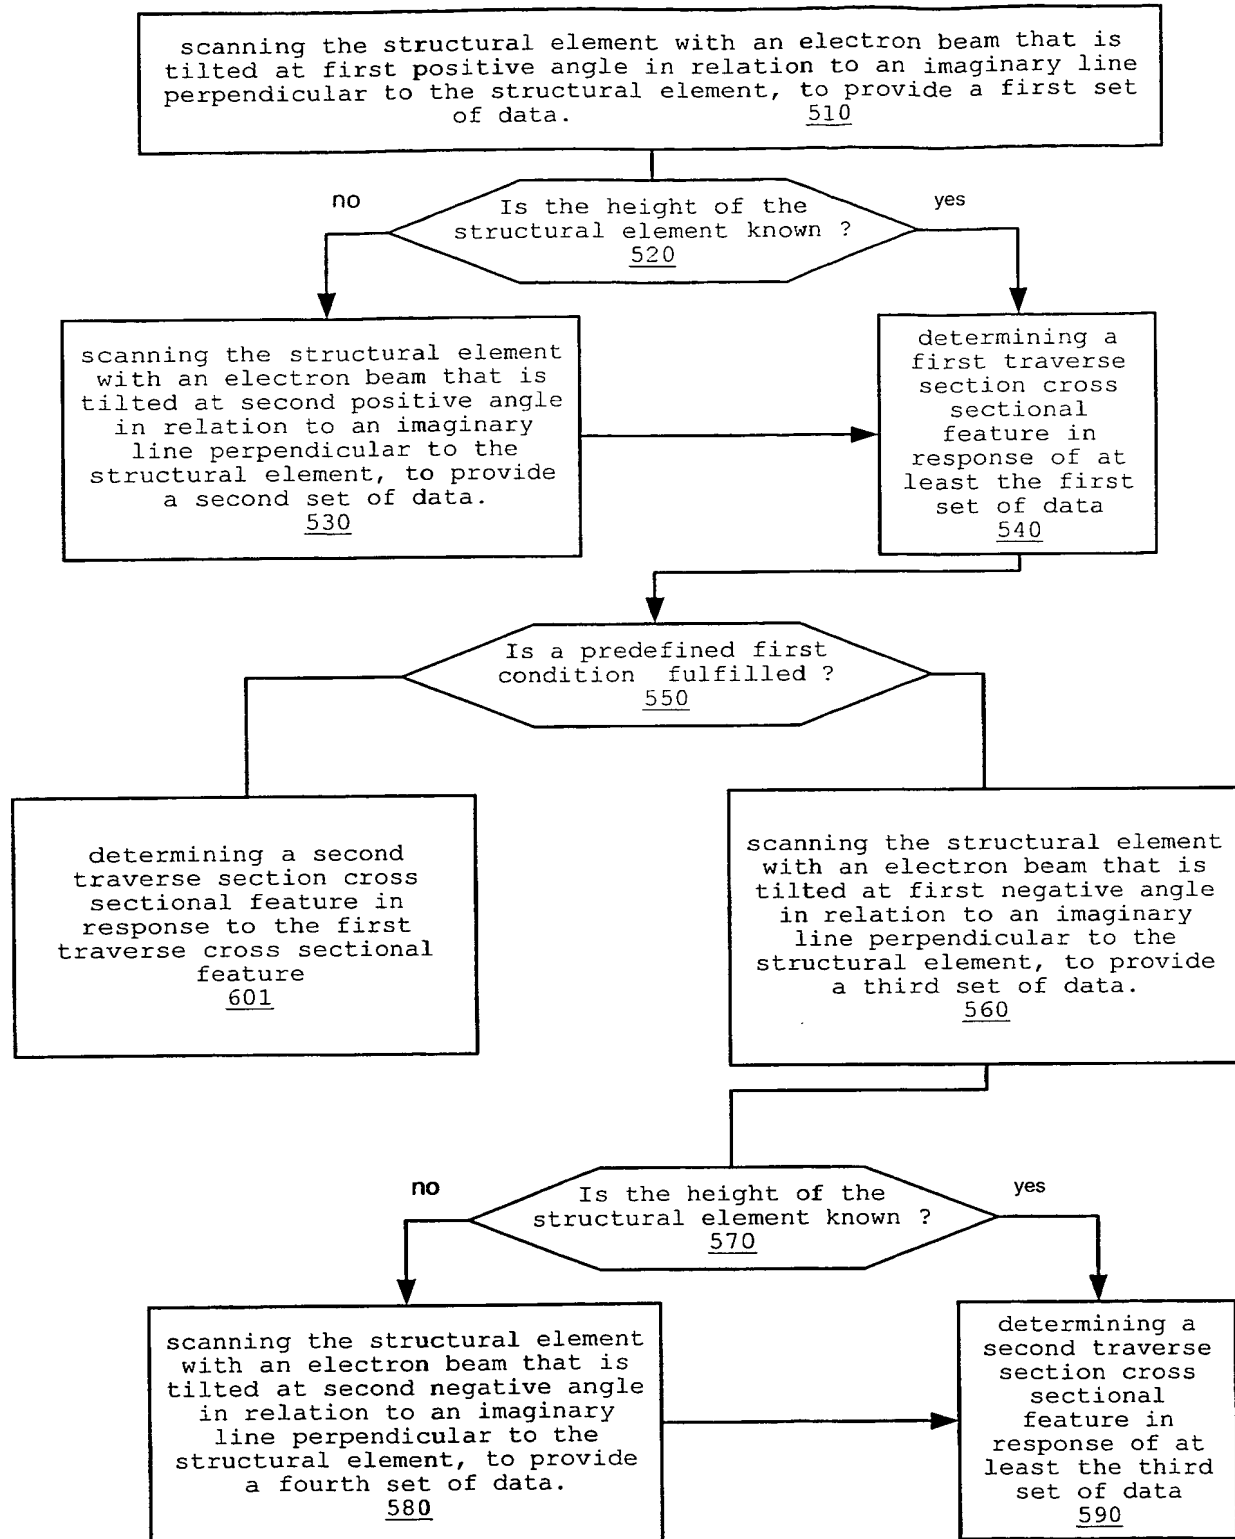 scanning the structural element with an electron beam that is
tilted at first positive angle in relation to an imaginary line
perpendicular to the structural element, to provide a first set
of data. 510
no
Is the height of the
structural element known ?
520
yes
scanning the structural element
with an electron beam that is
tilted at second positive angle
in relation to an imaginary
line perpendicular to the
structural element, to provide
a second set of data.
530
determining a
first traverse
section cross
sectional
feature in
response of at
least the first
set of data
540
Is a predefined first
condition fulfilled ?
550
determining a second
traverse section cross
sectional feature in
response to the first
traverse cross sectional
feature
601
scanning the structural element
with an electron beam that is
tilted at first negative angle
in relation to an imaginary
line perpendicular to the
structural element, to provide
a third set of data.
560
no
Is the height of the
structural element known ?
570
yes
scanning the structural element
with an electron beam that is
tilted at second negative angle
in relation to an imaginary
line perpendicular to the
structural element, to provide
a fourth set of data.
580
determining a
second traverse
section cross
sectional
feature in
response of at
least the third
set of data
590